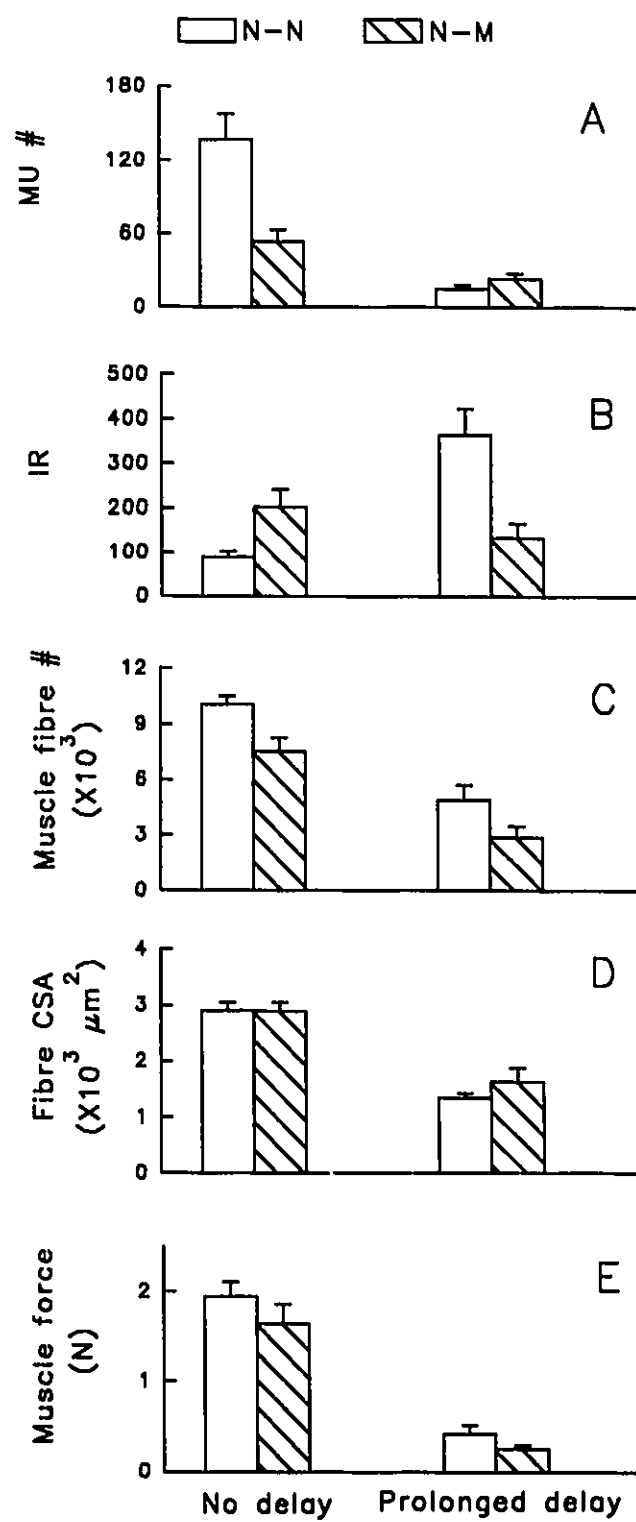 N-N N-M
A
MU #
180
120
60
0
B
IR
500
400
300
200
100
0
C
Muscle fibre #
(X10³)
12
9
6
3
0
D
Fibre CSA
(X10³ µm²)
4
3
2
1
0
E
Muscle force
(N)
2
1
0
No delay Prolonged delay